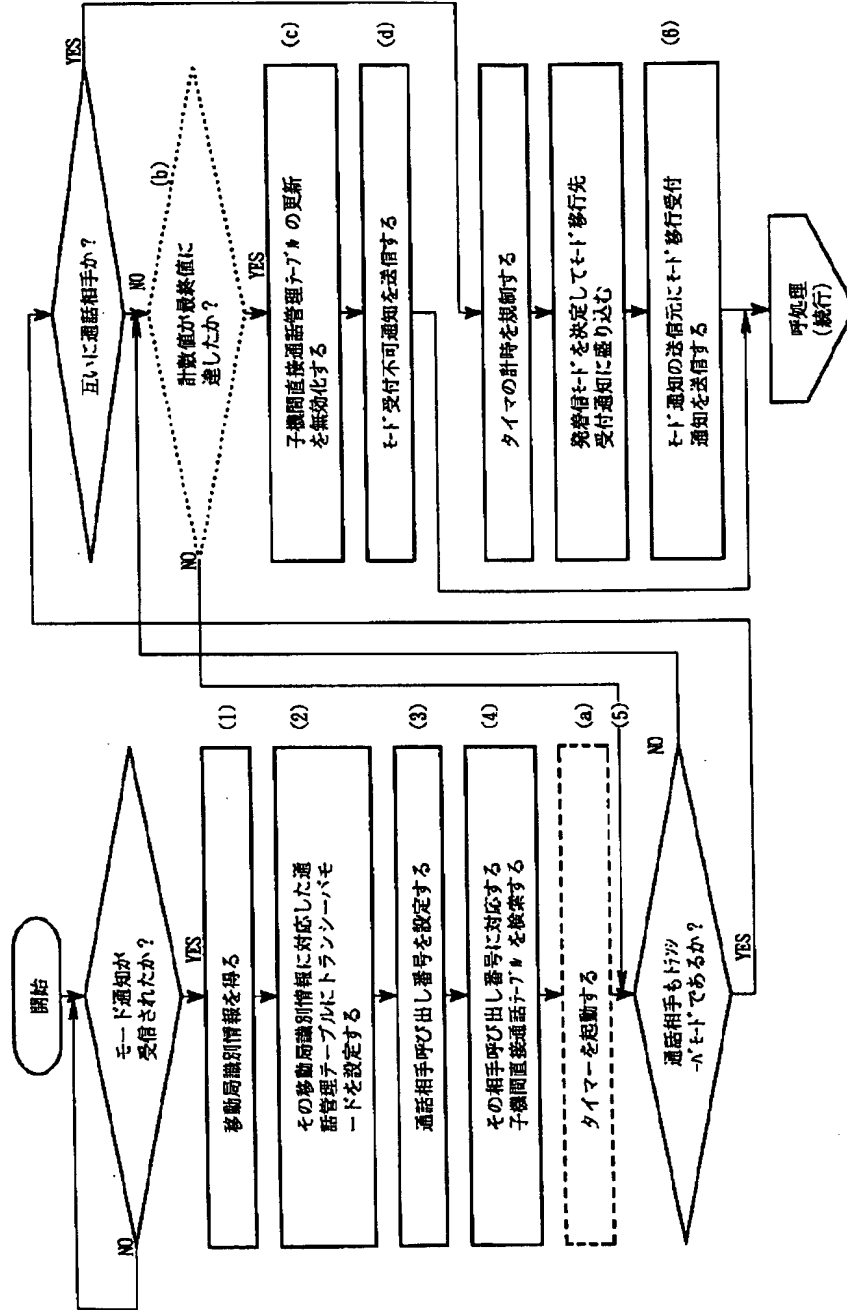 開始
モード通知が
受信されたか?
NO
YES
移動局識別情報を得る
(1)
その移動局識別情報に対応した通
話管理テーブルにトランシーバモ
ードを設定する
(2)
通話相手呼び出し番号を設定する
(3)
その相手呼び出し番号に対応する
子機間直接通話テーブルを検索する
(4)
タイマーを起動する
(a)
(5)
通話相手もトランシ
ーバモードであるか?
NO
YES
互いに通話相手か?
YES
NO
(b)
計数値が最終値に
達したか?
NO
YES
子機間直接通話管理テーブルの更新
を無効化する
(c)
モード受付不可通知を送信する
(d)
タイマの計時を規制する
発着信モードを決定してモード移行先
受付通知に盛り込む
モード通知の送信元にモード移行受付
通知を送信する
(6)
呼処理
(続行)